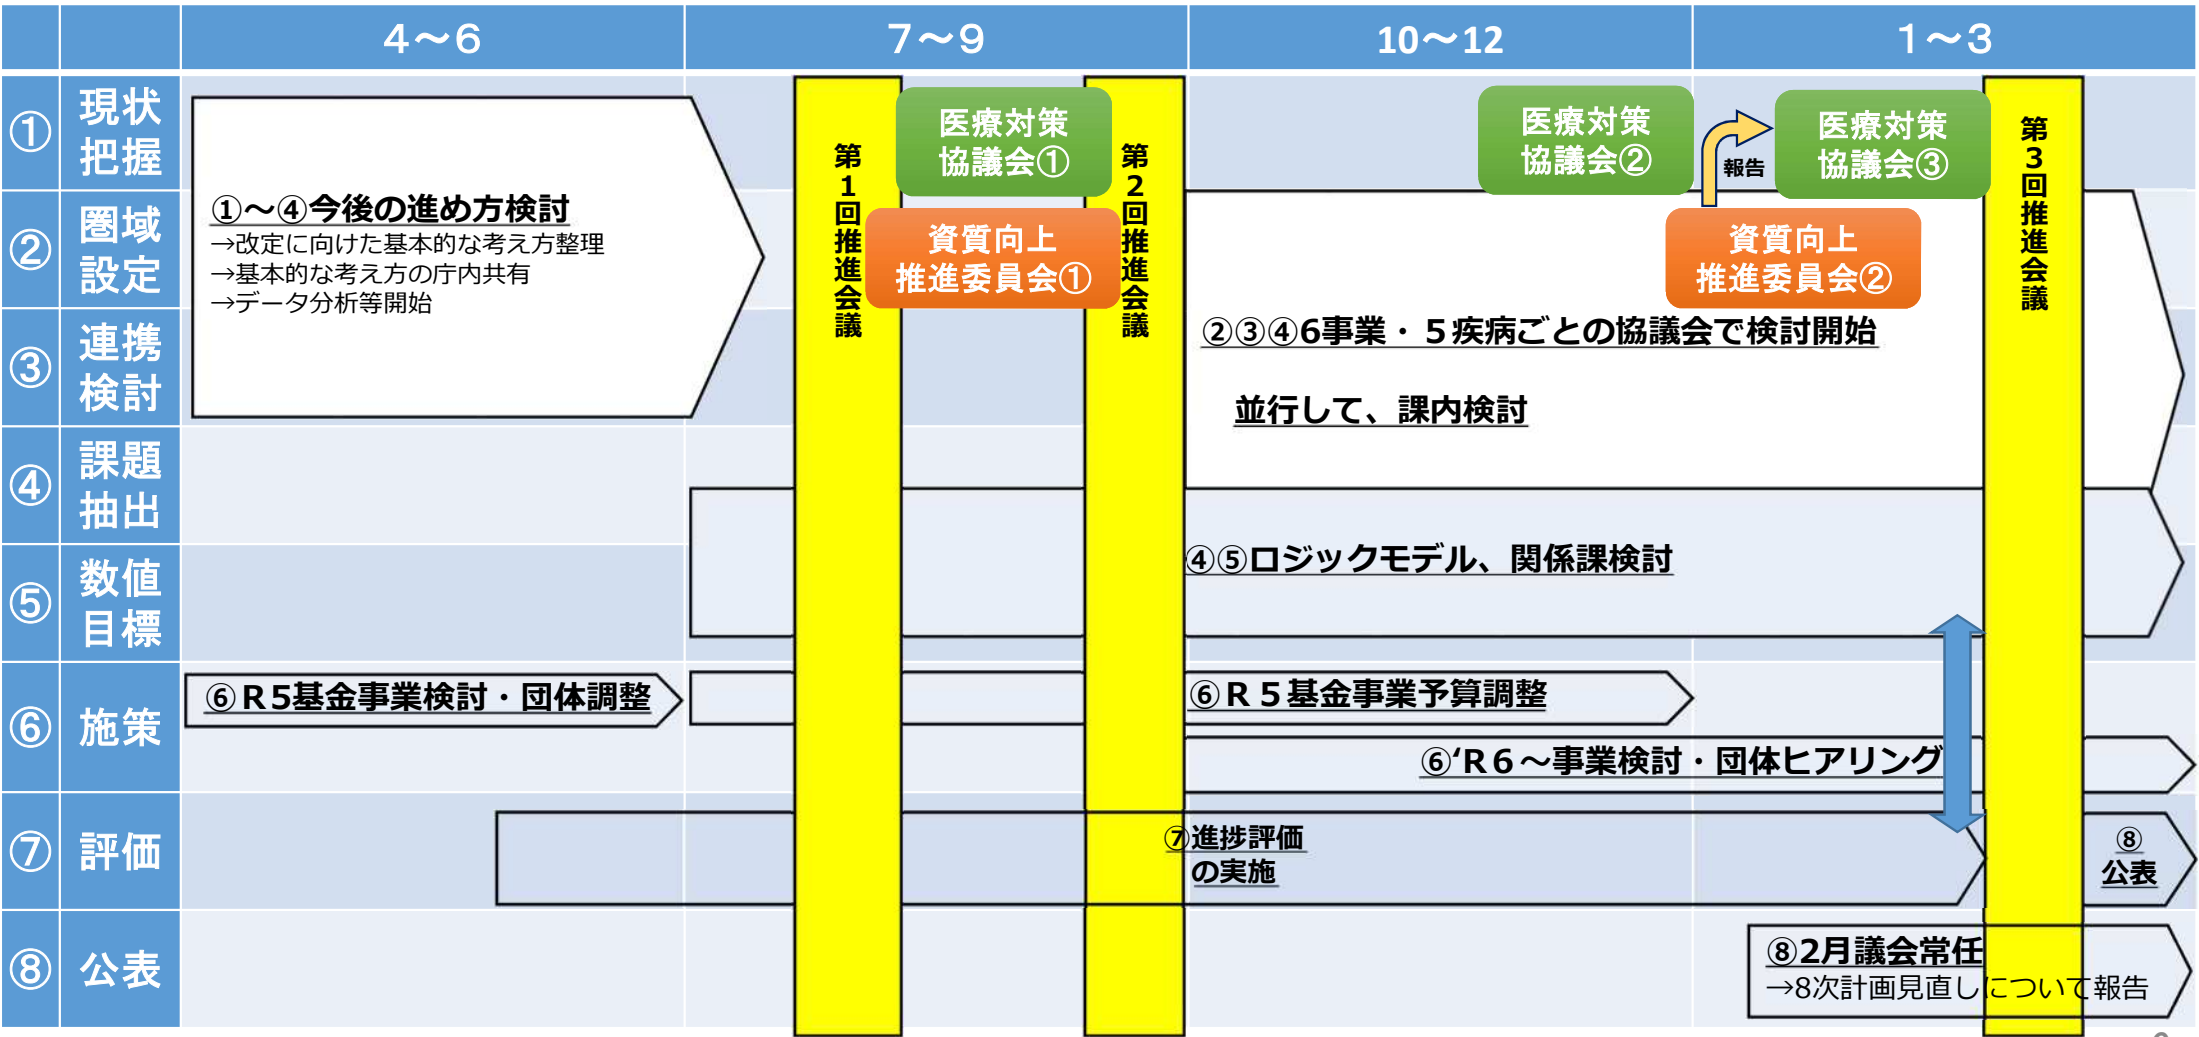 4～6
7～9
10～12
1～3
①
現状
把握
②
圏域
設定
③
連携
検討
④
課題
抽出
⑤
数値
目標
⑥
施策
⑦
評価
⑧
公表
①～④今後の進め方検討
→改定に向けた基本的な考え方整理
→基本的な考え方の庁内共有
→データ分析等開始
第1回推進会議
医療対策
協議会①
資質向上
推進委員会①
第2回推進会議
医療対策
協議会②
報告
医療対策
協議会③
資質向上
推進委員会②
第3回推進会議
②③④6事業・５疾病ごとの協議会で検討開始
並行して、課内検討
④⑤ロジックモデル、関係課検討
⑥Ｒ5基金事業検討・団体調整
⑥Ｒ５基金事業予算調整
⑥‘Ｒ６～事業検討・団体ヒアリング
⑦進捗評価
の実施
⑧
公表
⑧2月議会常任
→8次計画見直しについて報告